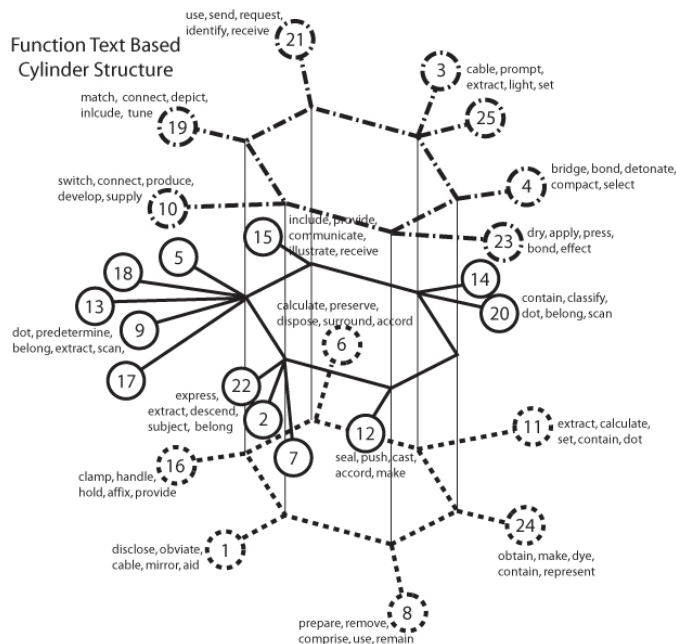 Function Text Based
Cylinder Structure
use, send, request,
identify, receive
21
3
cable, prompt,
extract, light, set
25
match, connect, depict,
inlcude, tune
19
switch, connect, produce,
develop, supply
10
4
bridge, bond, detonate,
compact, select
23
dry, apply, press,
bond, effect
15
include, provide,
communicate,
illustrate, receive
5
18
13
9
17
dot, predetermine,
belong, extract, scan,
14
20
contain, classify,
dot, belong, scan
calculate, preserve,
dispose, surround, accord
6
22
2
7
express,
extract, descend,
subject, belong
12
seal, push, cast,
accord, make
11
extract, calculate,
set, contain, dot
16
clamp, handle,
hold, affix, provide
1
disclose, obviate,
cable, mirror, aid
24
obtain, make, dye,
contain, represent
8
prepare, remove,
comprise, use, remain